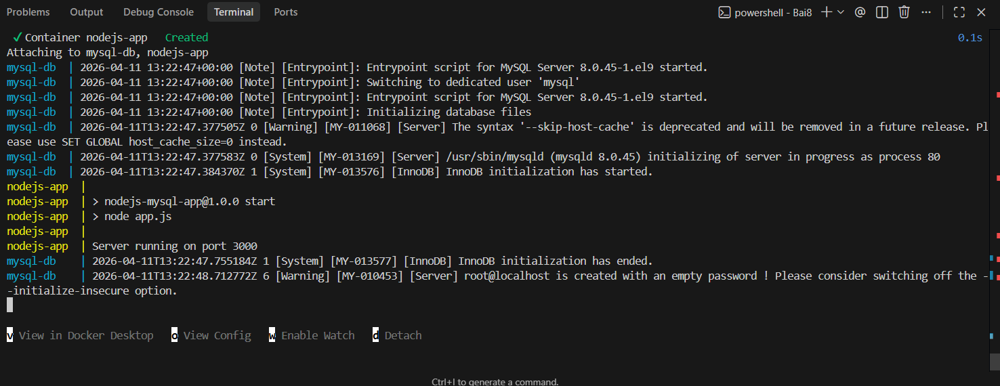 Problems Output Debug Console Terminal Ports powershell - Bai8
✓ Container nodejs-app Created 0.1s
Attaching to mysql-db, nodejs-app
mysql-db | 2026-04-11 13:22:47+00:00 [Note] [Entrypoint]: Entrypoint script for MySQL Server 8.0.45-1.el9 started.
mysql-db | 2026-04-11 13:22:47+00:00 [Note] [Entrypoint]: Switching to dedicated user 'mysql'
mysql-db | 2026-04-11 13:22:47+00:00 [Note] [Entrypoint]: Entrypoint script for MySQL Server 8.0.45-1.el9 started.
mysql-db | 2026-04-11 13:22:47+00:00 [Note] [Entrypoint]: Initializing database files
mysql-db | 2026-04-11T13:22:47.377505Z 0 [Warning] [MY-011068] [Server] The syntax '--skip-host-cache' is deprecated and will be removed in a future release. Pl
ease use SET GLOBAL host_cache_size=0 instead.
mysql-db | 2026-04-11T13:22:47.377583Z 0 [System] [MY-013169] [Server] /usr/sbin/mysqld (mysqld 8.0.45) initializing of server in progress as process 80
mysql-db | 2026-04-11T13:22:47.384370Z 1 [System] [MY-013576] [InnoDB] InnoDB initialization has started.
nodejs-app |
nodejs-app | > nodejs-mysql-app@1.0.0 start
nodejs-app | > node app.js
nodejs-app |
nodejs-app | Server running on port 3000
mysql-db | 2026-04-11T13:22:47.755184Z 1 [System] [MY-013577] [InnoDB] InnoDB initialization has ended.
mysql-db | 2026-04-11T13:22:48.712772Z 6 [Warning] [MY-010453] [Server] root@localhost is created with an empty password ! Please consider switching off the -
-initialize-insecure option.
v View in Docker Desktop o View Config w Enable Watch d Detach
Ctrl+I to generate a command.